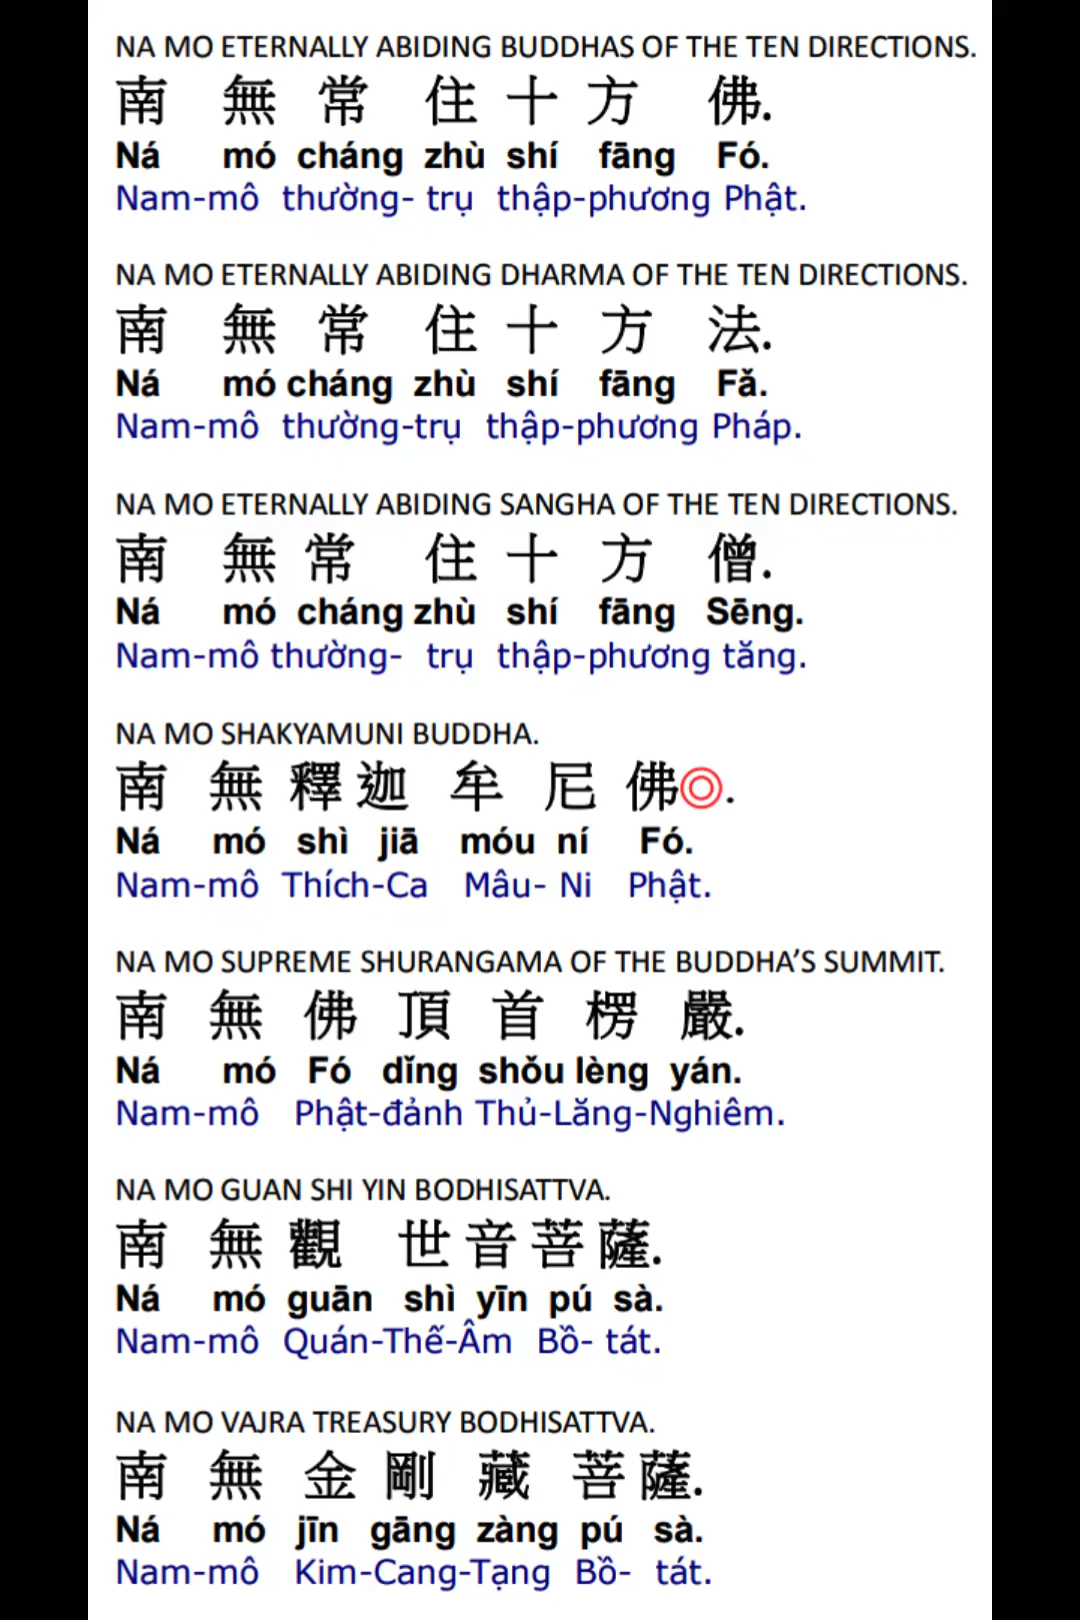 NA MO ETERNALLY ABIDING BUDDHAS OF THE TEN DIRECTIONS.
南 無 常 住 十 方 佛.
Ná mó cháng zhù shí fāng Fó.
Nam-mô thường- trụ thập-phương Phật.
NA MO ETERNALLY ABIDING DHARMA OF THE TEN DIRECTIONS.
南 無 常 住 十 方 法.
Ná mó cháng zhù shí fāng Fǎ.
Nam-mô thường-trụ thập-phương Pháp.
NA MO ETERNALLY ABIDING SANGHA OF THE TEN DIRECTIONS.
南 無 常 住 十 方 僧.
Ná mó cháng zhù shí fāng Sēng.
Nam-mô thường- trụ thập-phương tăng.
NA MO SHAKYAMUNI BUDDHA.
南 無 釋 迦 牟 尼 佛◎.
Ná mó shì jiā móu ní Fó.
Nam-mô Thích-Ca Mâu- Ni Phật.
NA MO SUPREME SHURANGAMA OF THE BUDDHA’S SUMMIT.
南 無 佛 頂 首 楞 嚴.
Ná mó Fó dǐng shǒu lèng yán.
Nam-mô Phật-đảnh Thủ-Lăng-Nghiêm.
NA MO GUAN SHI YIN BODHISATTVA.
南 無 觀 世 音 菩 薩.
Ná mó guān shì yīn pú sà.
Nam-mô Quán-Thế-Âm Bồ- tát.
NA MO VAJRA TREASURY BODHISATTVA.
南 無 金 剛 藏 菩 薩.
Ná mó jīn gāng zàng pú sà.
Nam-mô Kim-Cang-Tạng Bồ- tát.